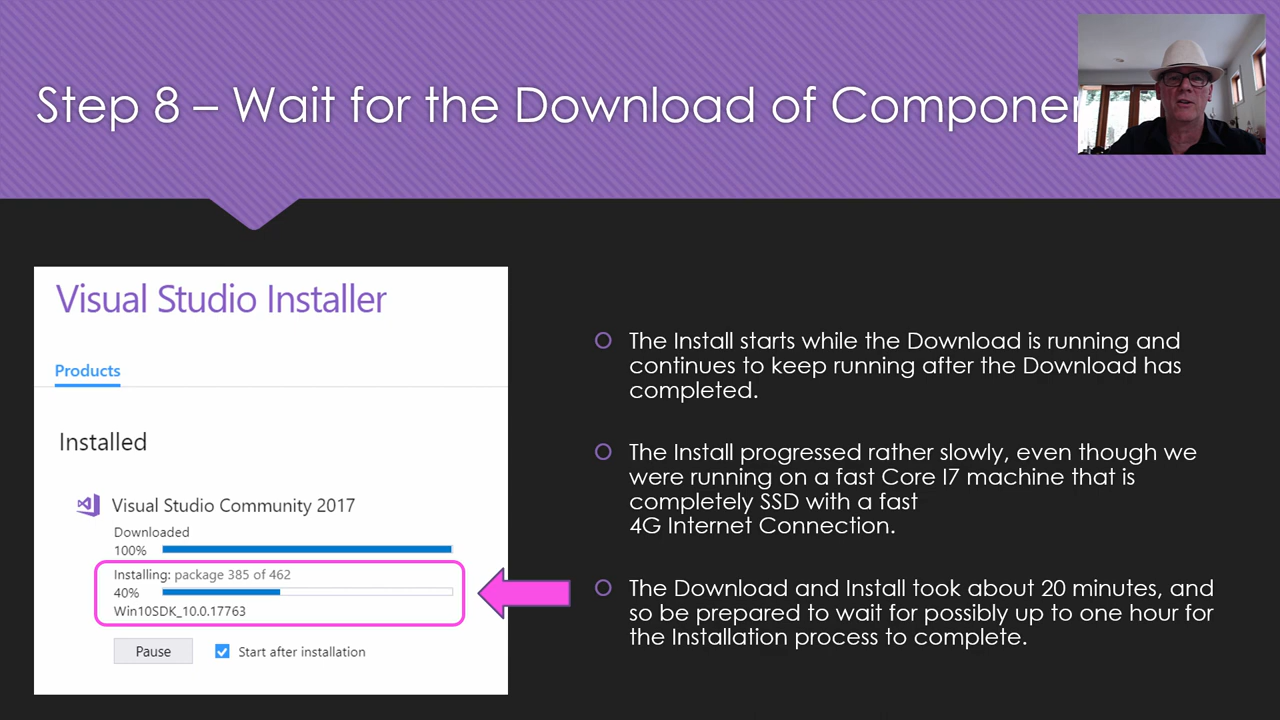 Step 8 – Wait for the Download of
Visual Studio Installer
Products
Installed
Visual Studio Community 2017
Downloaded
100%
Installing: package 385 of 462
40%
Win10SDK_10.0.17763
Pause
Start after installation
The Install starts while the Download is running and
continues to keep running after the Download has
completed.
The Install progressed rather slowly, even though we
were running on a fast Core I7 machine that is
completely SSD with a fast
4G Internet Connection.
The Download and Install took about 20 minutes, and
so be prepared to wait for possibly up to one hour for
the Installation process to complete.